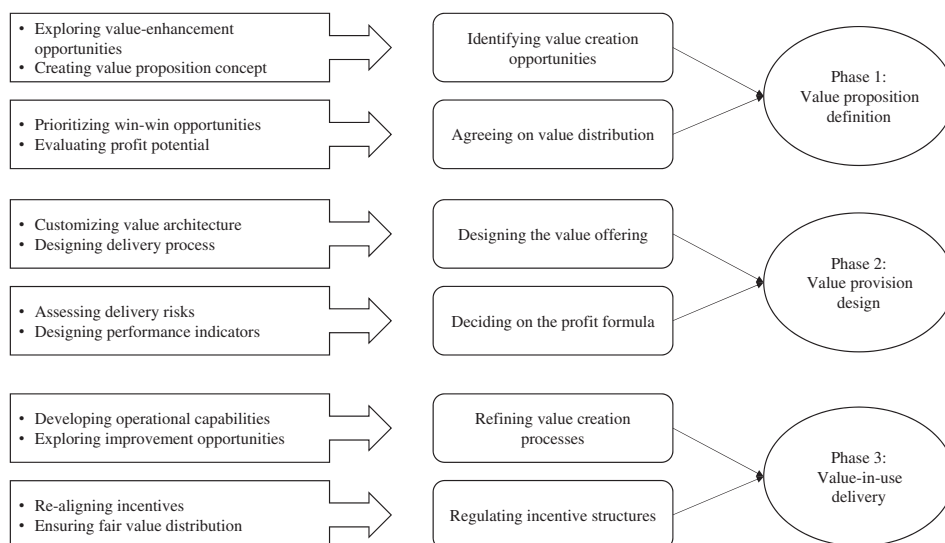 • Exploring value-enhancement
opportunities
• Creating value proposition concept
Identifying value creation
opportunities
• Prioritizing win-win opportunities
• Evaluating profit potential
Agreeing on value distribution
Phase 1:
Value proposition
definition
• Customizing value architecture
• Designing delivery process
Designing the value offering
• Assessing delivery risks
• Designing performance indicators
Deciding on the profit formula
Phase 2:
Value provision
design
• Developing operational capabilities
• Exploring improvement opportunities
Refining value creation
processes
• Re-aligning incentives
• Ensuring fair value distribution
Regulating incentive structures
Phase 3:
Value-in-use
delivery